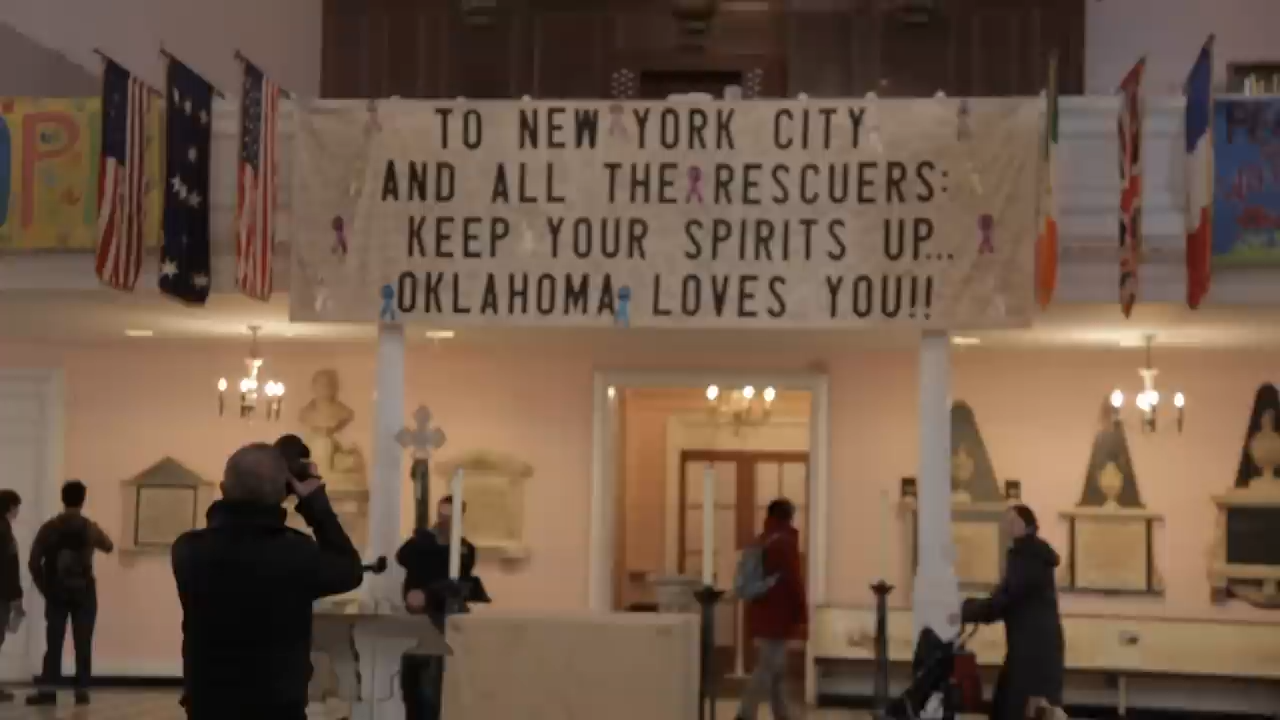 TO NEW YORK CITY
AND ALL THE RESCUERS:
KEEP YOUR SPIRITS UP...
OKLAHOMA LOVES YOU!!